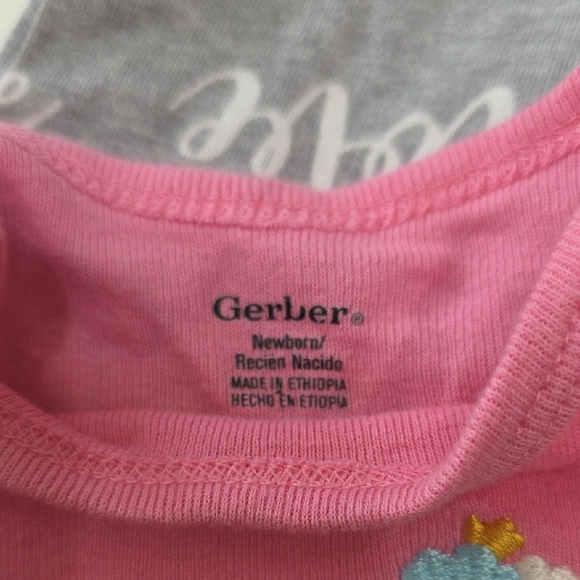 Gerber®
Newborn/
Recien Nacido
MADE IN ETHIOPIA
HECHO EN ETIOPIA